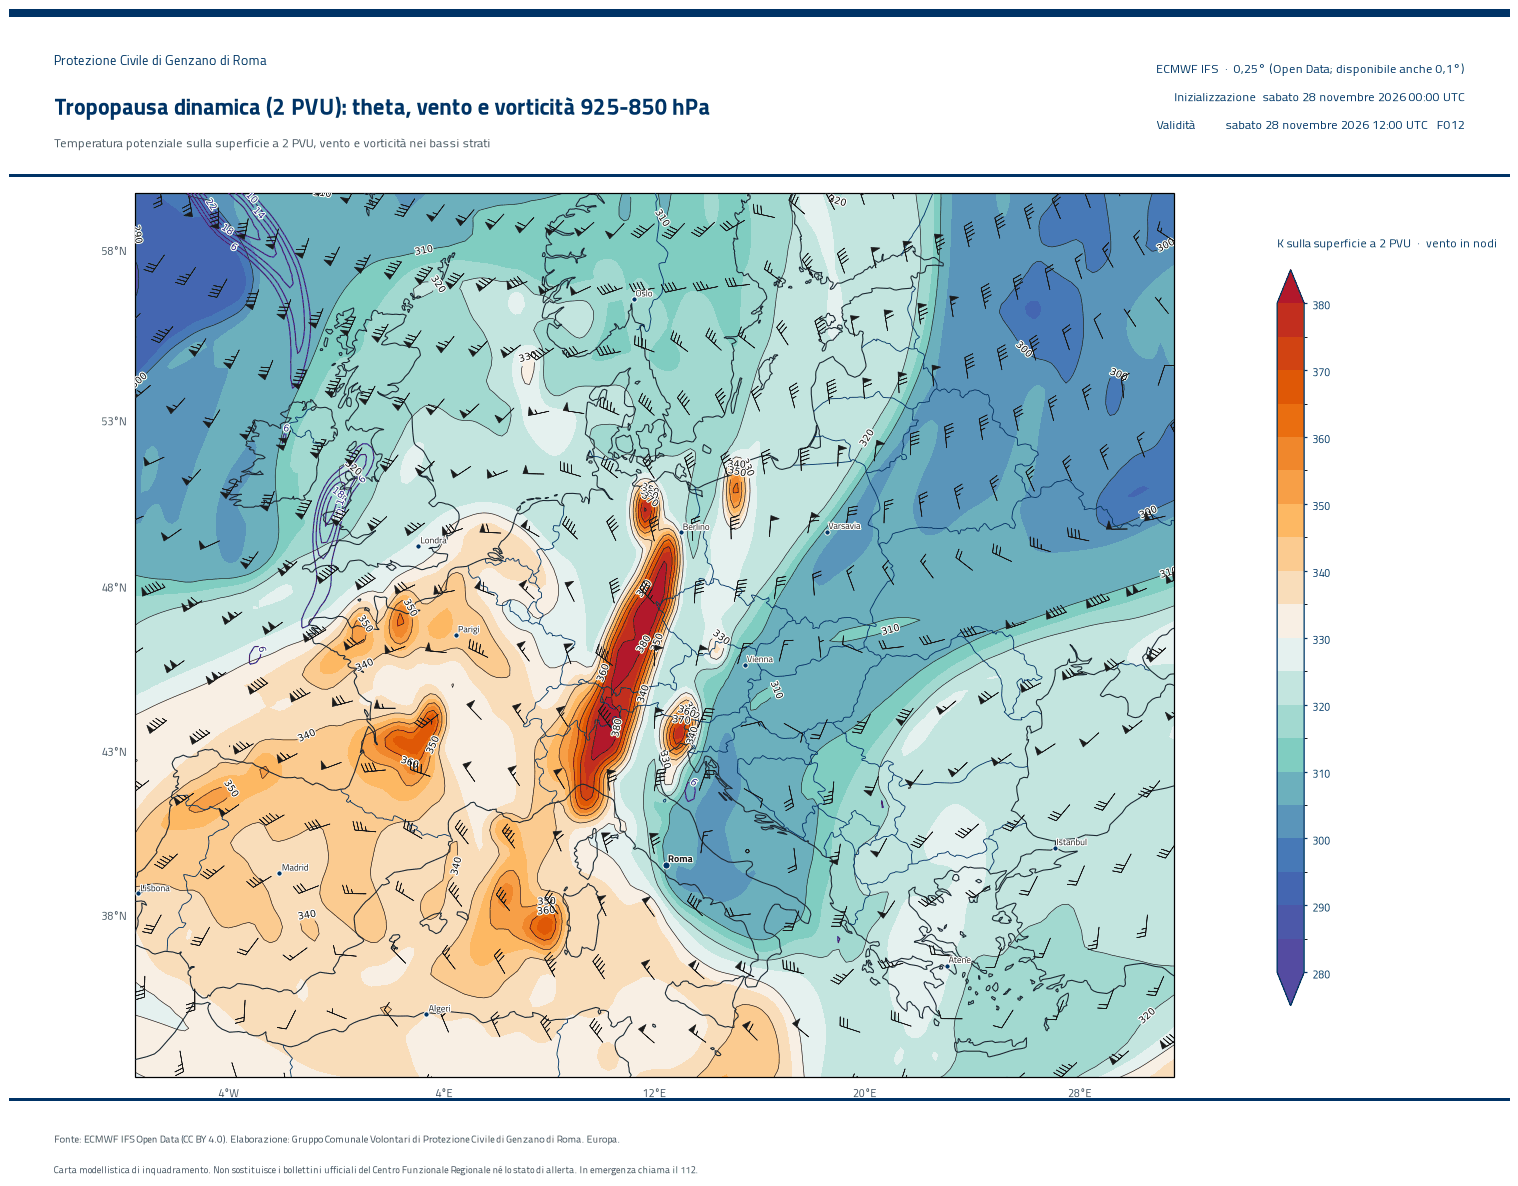 Protezione Civile di Genzano di Roma
Tropopausa dinamica (2 PVU): theta, vento e vorticità 925-850 hPa
Temperatura potenziale sulla superficie a 2 PVU, vento e vorticità nei bassi strati
ECMWF IFS · 0,25° (Open Data; disponibile anche 0,1°)
Inizializzazione sabato 28 novembre 2026 00:00 UTC
Validità sabato 28 novembre 2026 12:00 UTC F012
K sulla superficie a 2 PVU · vento in nodi
380
370
360
350
340
330
320
310
300
290
280
58°N
53°N
48°N
43°N
38°N
4°W
4°E
12°E
20°E
28°E
Oslo
Berlino
Varsavia
Londra
Parigi
Vienna
Roma
Madrid
Lisbona
Istanbul
Atene
Algeri
Fonte: ECMWF IFS Open Data (CC BY 4.0). Elaborazione: Gruppo Comunale Volontari di Protezione Civile di Genzano di Roma. Europa.
Carta modellistica di inquadramento. Non sostituisce i bollettini ufficiali del Centro Funzionale Regionale né lo stato di allerta. In emergenza chiama il 112.